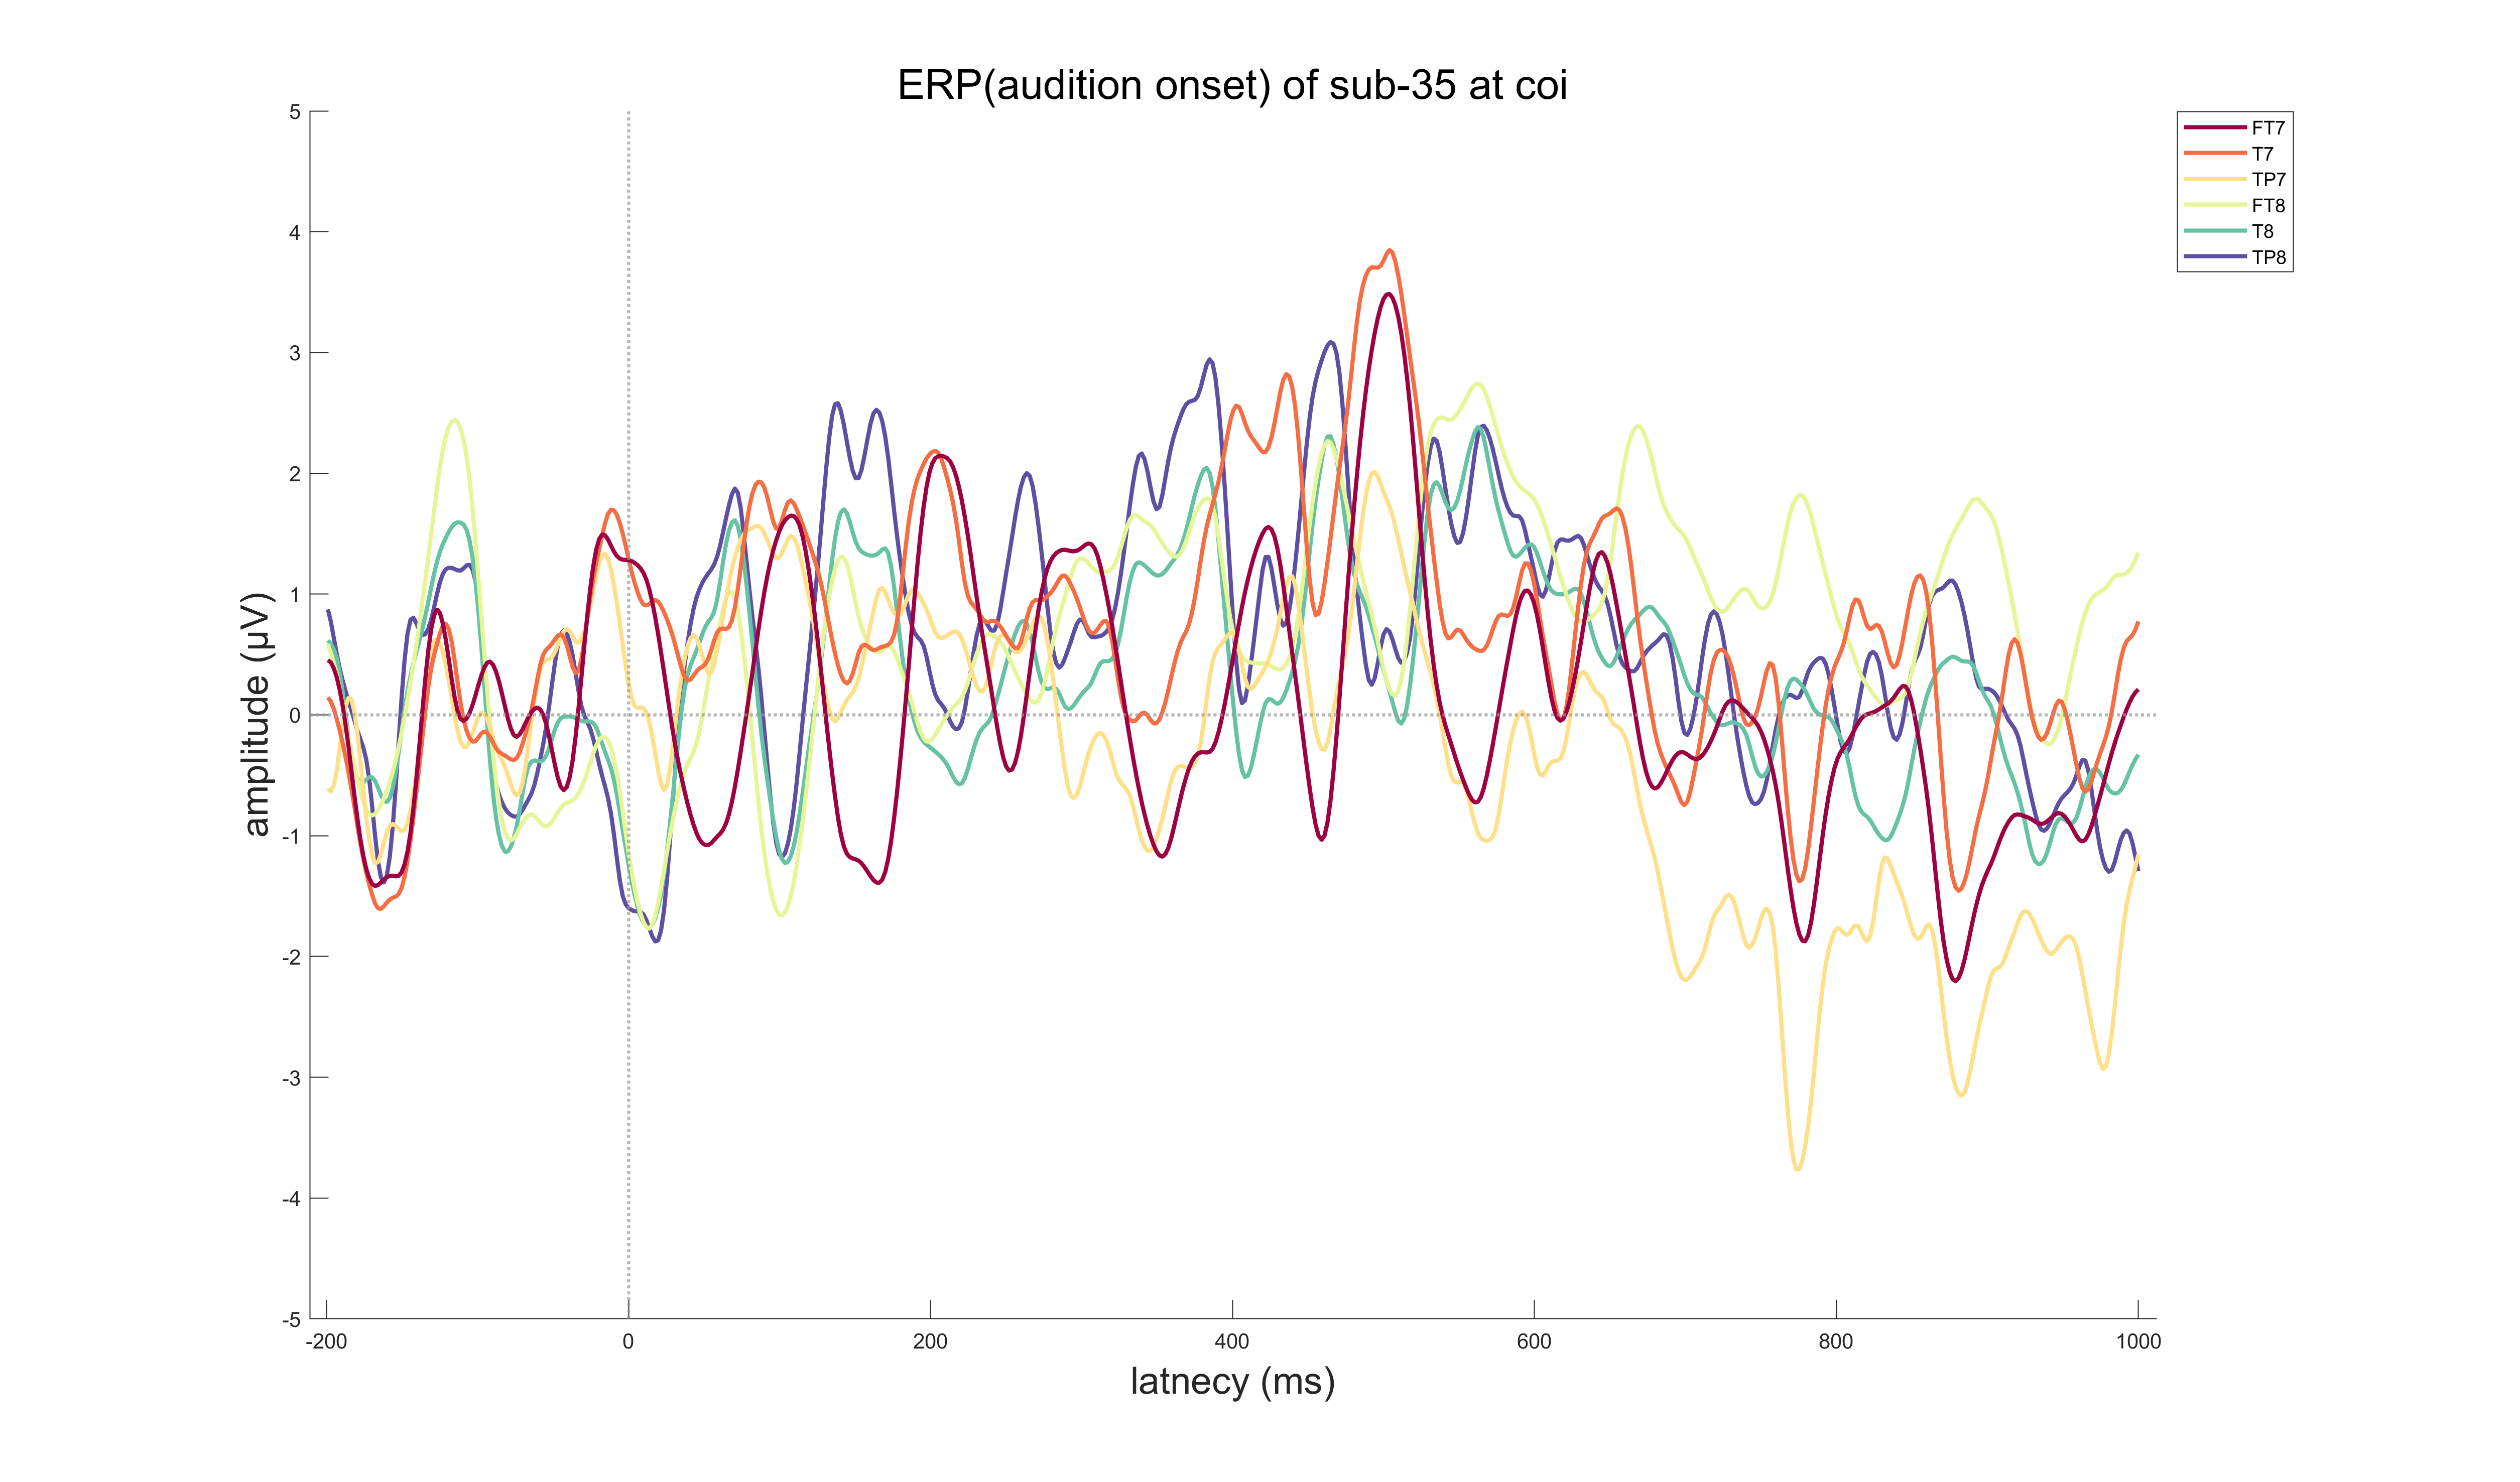 ERP(audition onset) of sub-35 at coi
5
4
3
2
1
0
-1
-2
-3
-4
-5
amplitude (µV)
-200
0
200
400
600
800
1000
latnecy (ms)
FT7
T7
TP7
FT8
T8
TP8